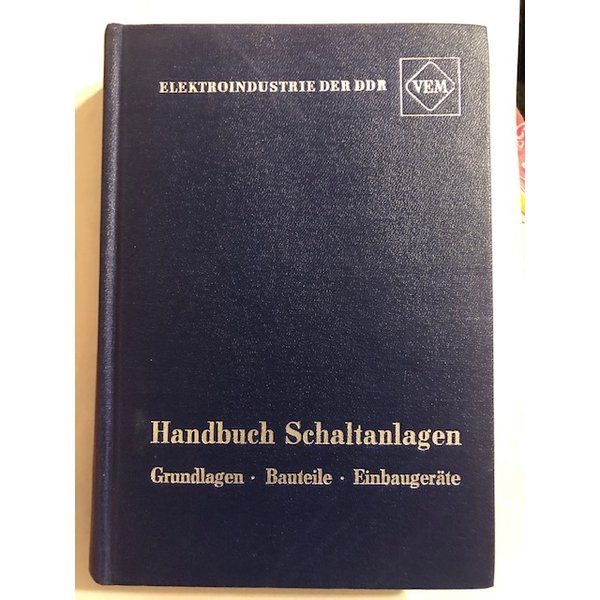 ELEKTROINDUSTRIE DER DDR
VEM
Handbuch Schaltanlagen
Grundlagen · Bauteile · Einbaugeräte